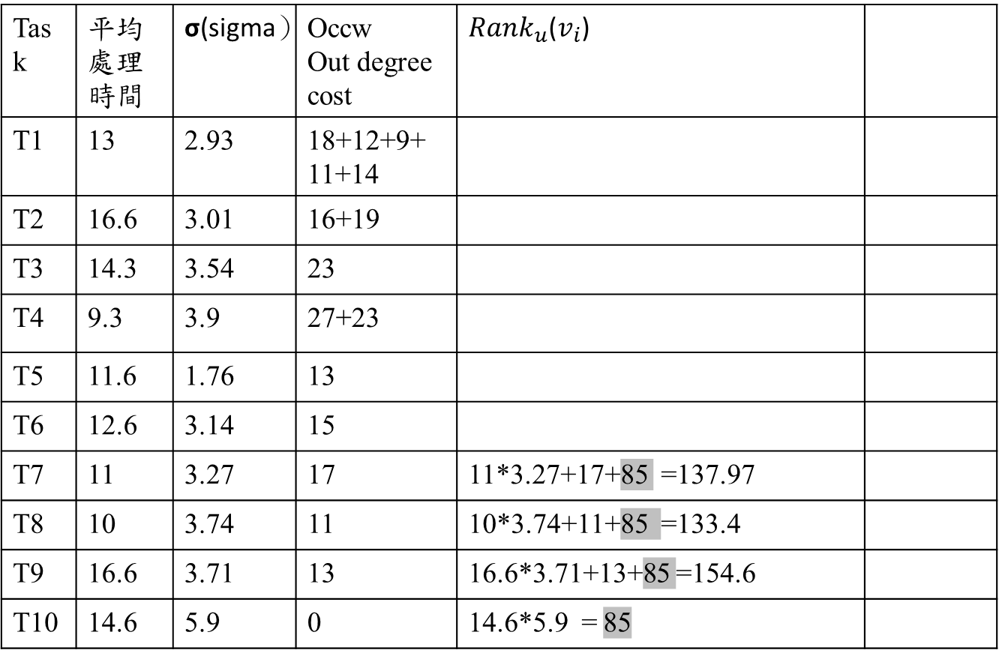 Tas
k
平均
處理
時間
σ(sigma）
Occw
Out degree
cost
Rank_u(v_i)
T1
13
2.93
18+12+9+
11+14
T2
16.6
3.01
16+19
T3
14.3
3.54
23
T4
9.3
3.9
27+23
T5
11.6
1.76
13
T6
12.6
3.14
15
T7
11
3.27
17
11*3.27+17+85 =137.97
T8
10
3.74
11
10*3.74+11+85 =133.4
T9
16.6
3.71
13
16.6*3.71+13+85 =154.6
T10
14.6
5.9
0
14.6*5.9 = 85